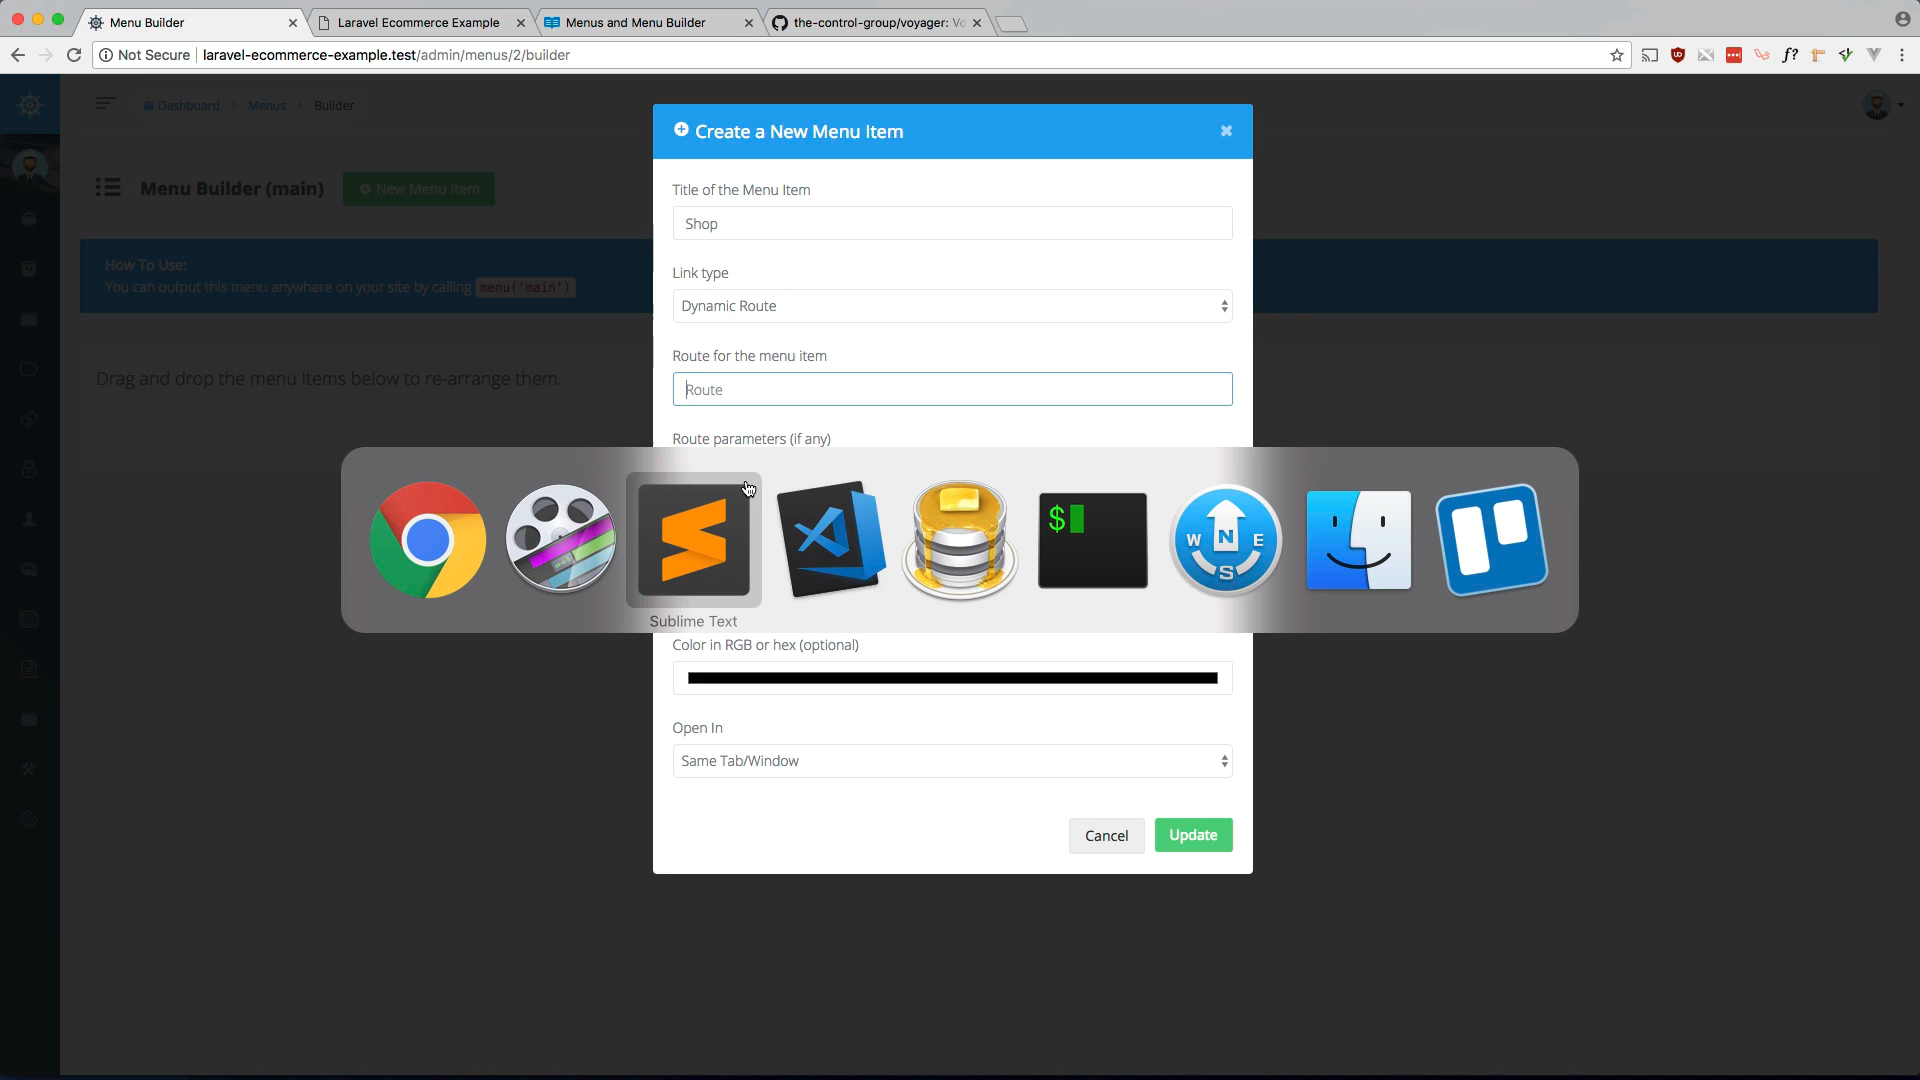 Menu Builder
Laravel Ecommerce Example
Menus and Menu Builder
the-control-group/voyager: Vo
Not Secure
laravel-ecommerce-example.test/admin/menus/2/builder
f?
Dashboard
Menus
Builder
Create a New Menu Item
Menu Builder (main)
New Menu Item
Title of the Menu Item
Shop
How To Use:
You can output this menu anywhere on your site by calling menu('main')
Link type
Dynamic Route
Route for the menu item
Drag and drop the menu Items below to re-arrange them.
Route
Route parameters (if any)
$
N
W
E
S
Sublime Text
Color in RGB or hex (optional)
Open In
Same Tab/Window
Cancel
Update